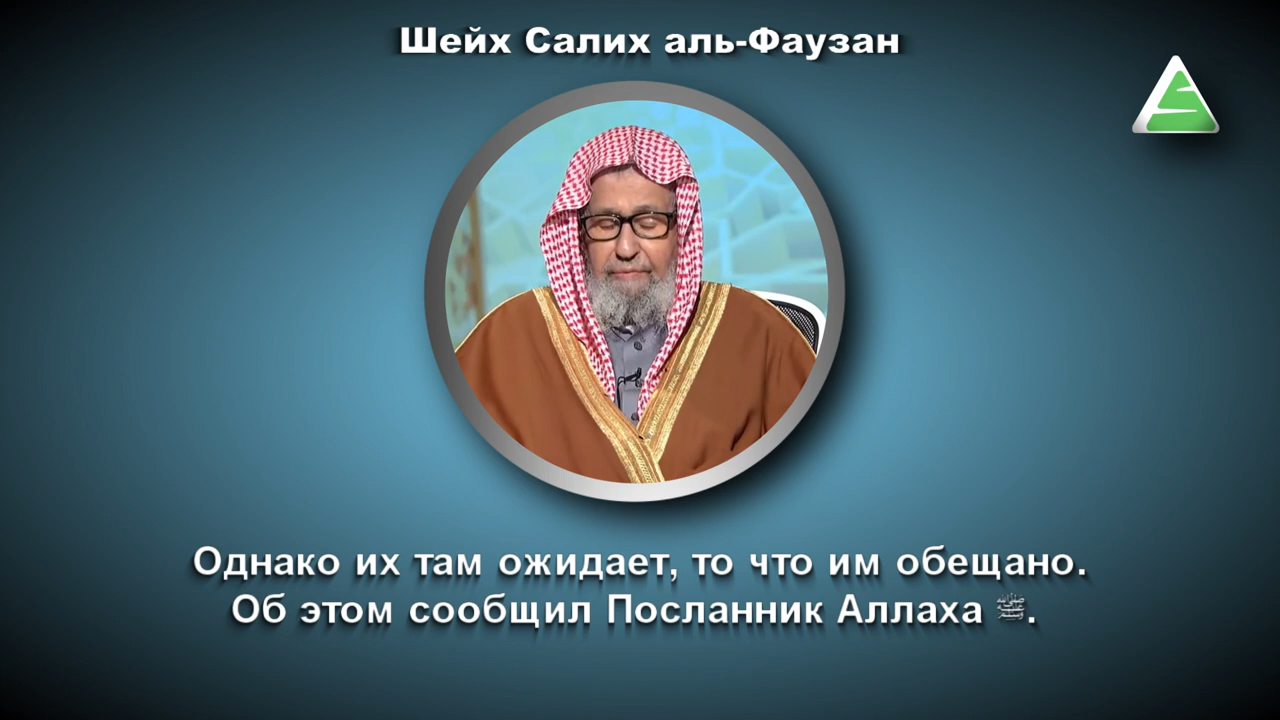 Шейх Салих аль-Фаузан
Однако их там ожидает, то что им обещано.
Об этом сообщил Посланник Аллаха ﷺ.